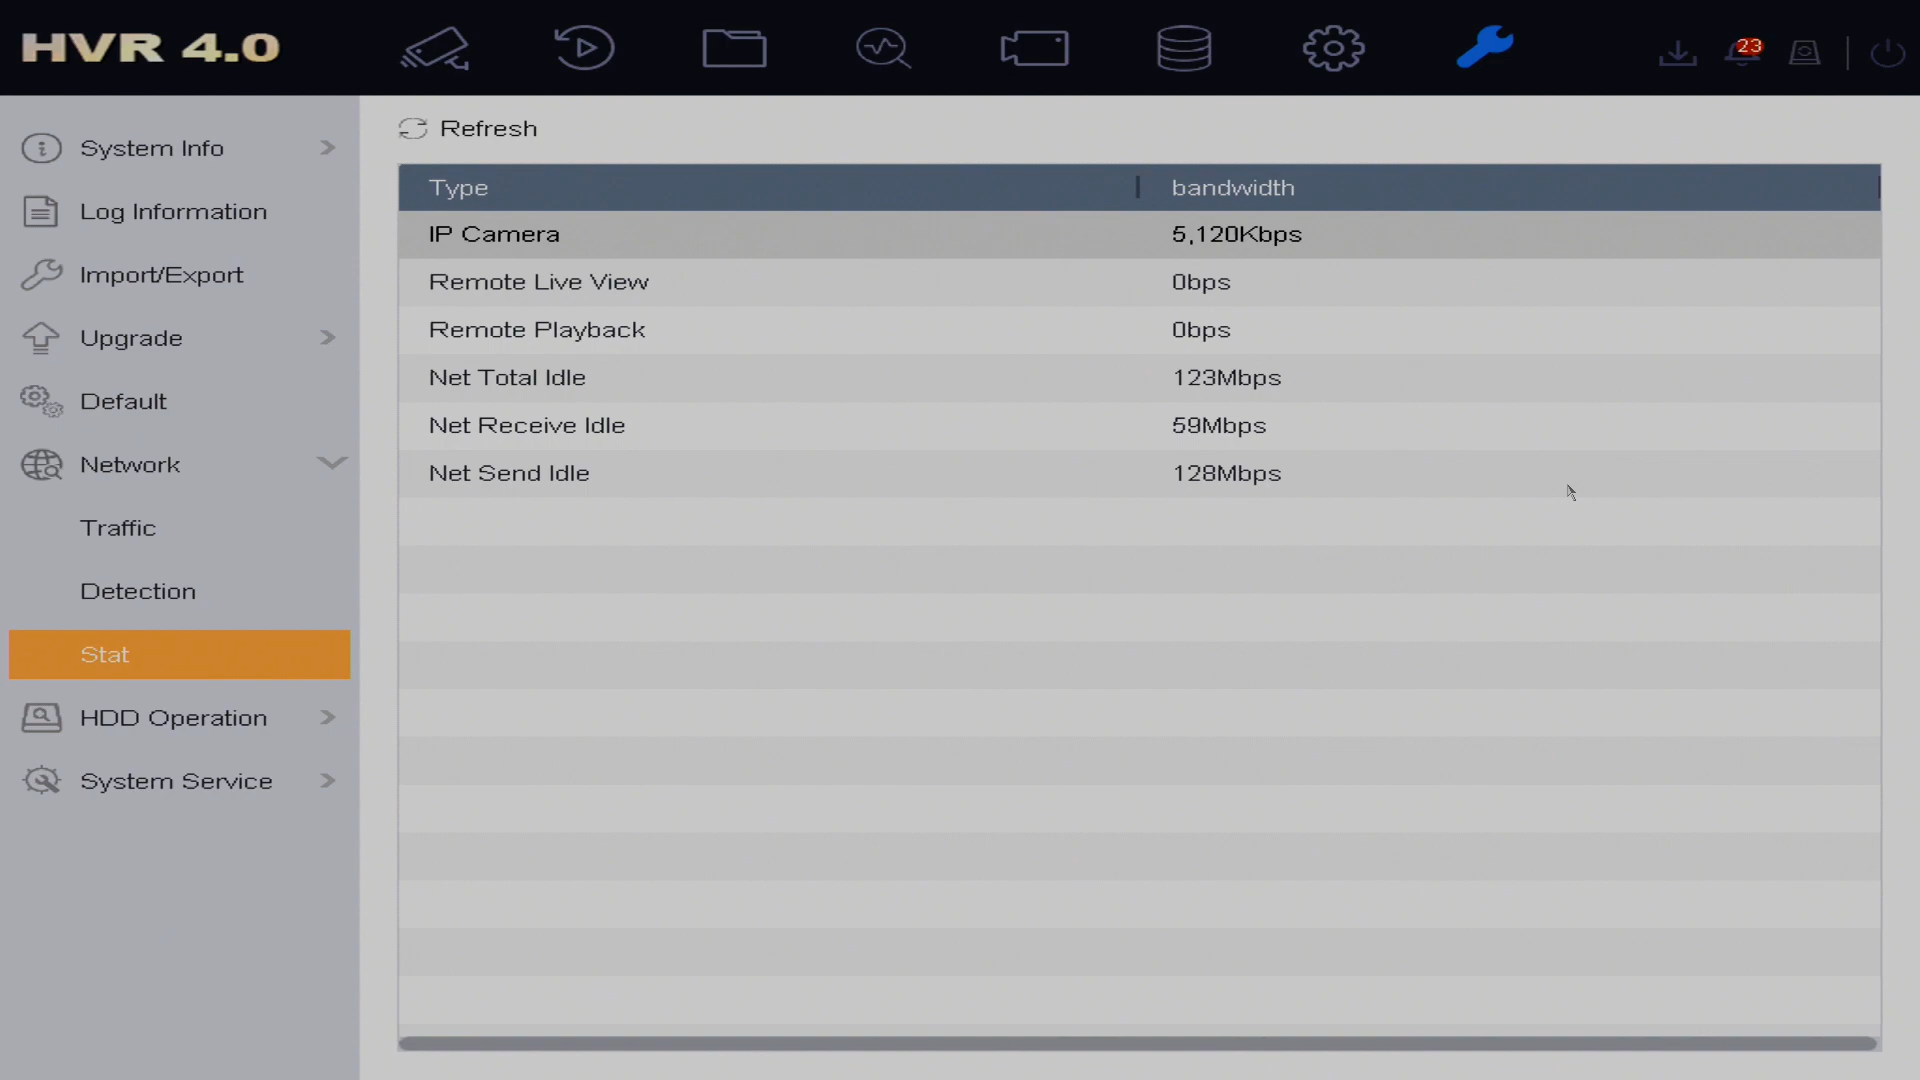 HVR 4.0
23
System Info
Log Information
Import/Export
Upgrade
Default
Network
Traffic
Detection
Stat
HDD Operation
System Service
Refresh
Type bandwidth
IP Camera 5,120Kbps
Remote Live View 0bps
Remote Playback 0bps
Net Total Idle 123Mbps
Net Receive Idle 59Mbps
Net Send Idle 128Mbps